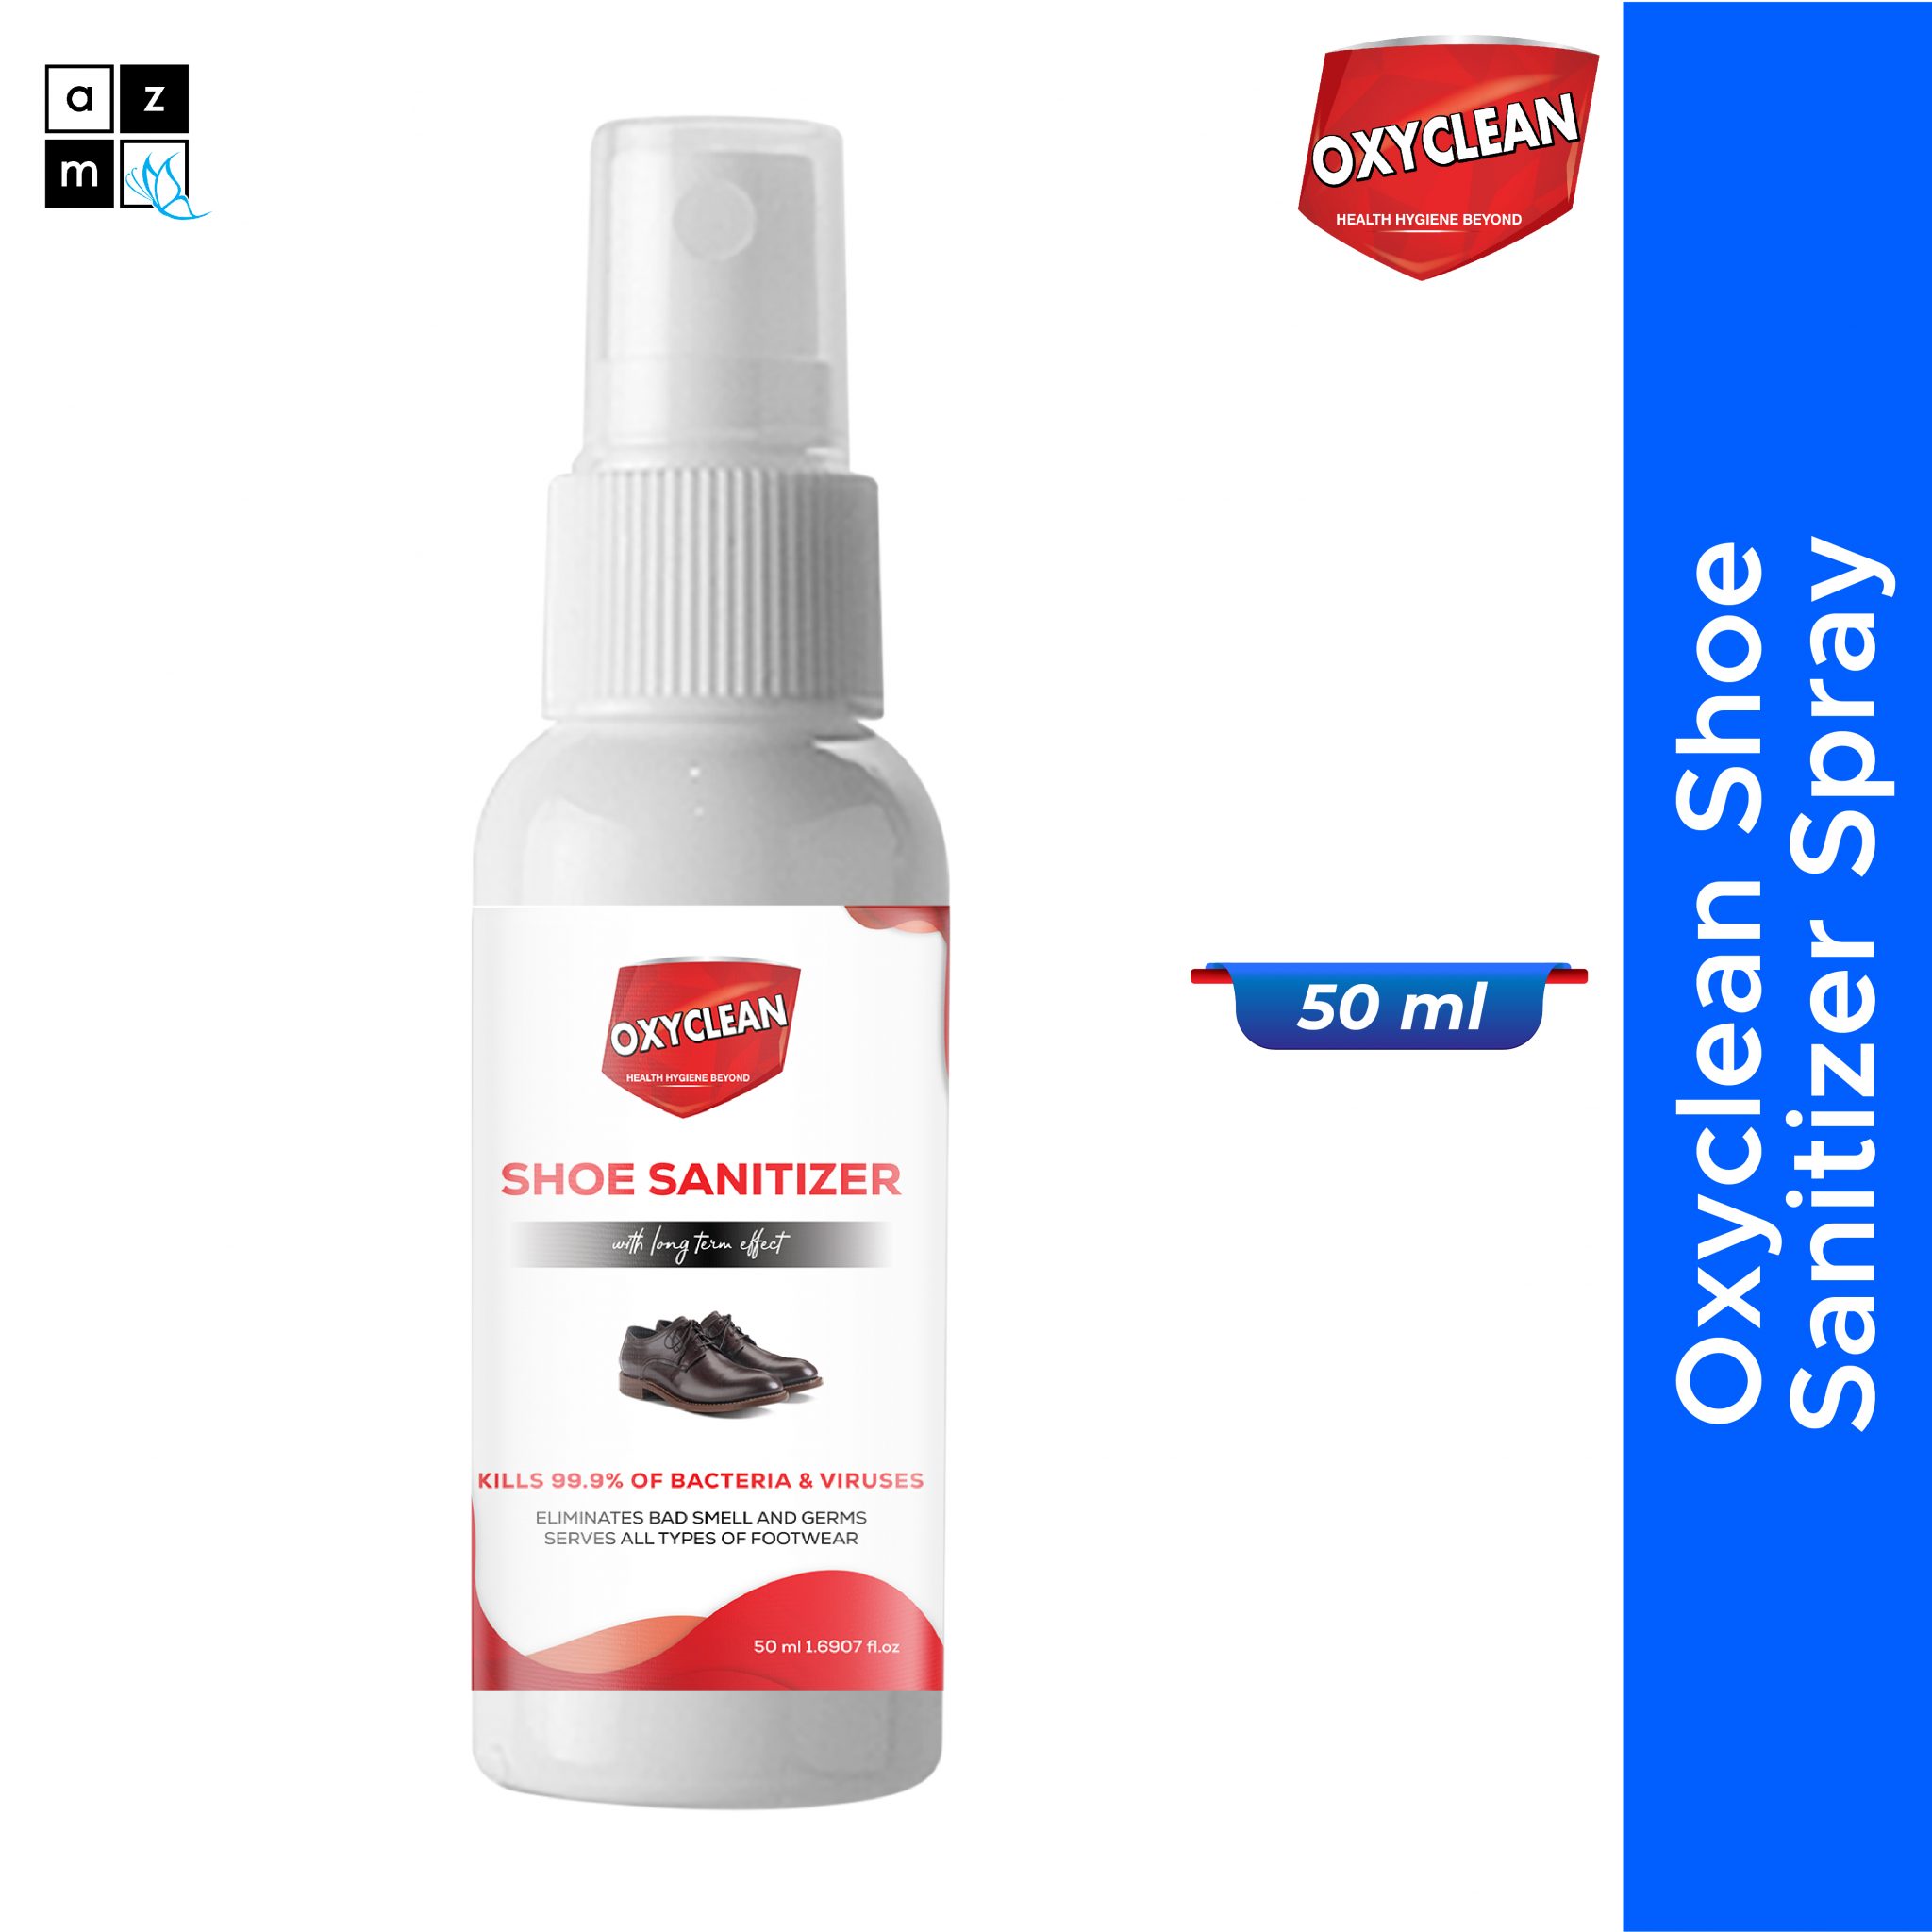 a z
m
OXYCLEAN
HEALTH HYGIENE BEYOND
OXYCLEAN
HEALTH HYGIENE BEYOND
SHOE SANITIZER
with long term effect
KILLS 99.9% OF BACTERIA & VIRUSES
ELIMINATES BAD SMELL AND GERMS
SERVES ALL TYPES OF FOOTWEAR
50 ml 1.6907 fl.oz
50 ml
Oxyclean Shoe
Sanitizer Spray